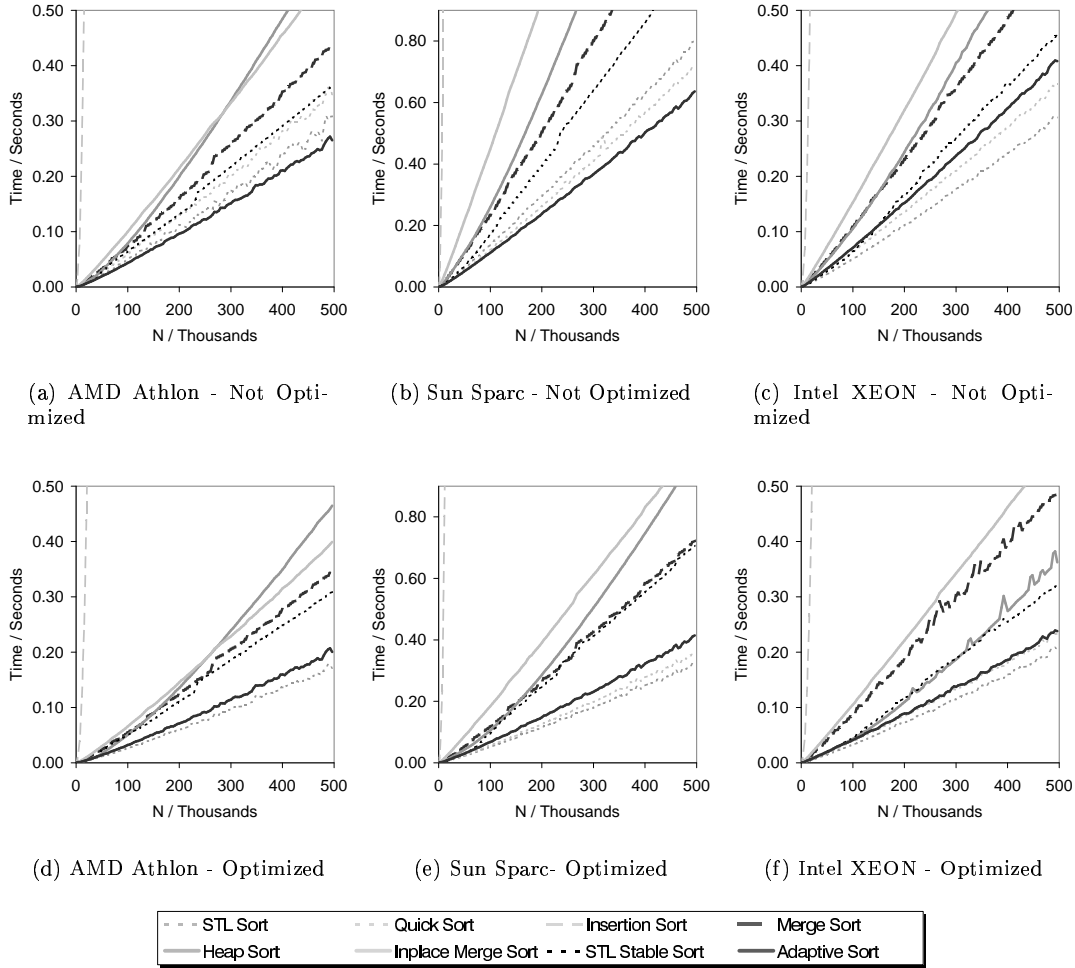 0.50 0.40 0.30 0.20 0.10 0.00
Time / Seconds
0 100 200 300 400 500
N / Thousands
(a) AMD Athlon - Not Opti-
mized
0.80 0.60 0.40 0.20 0.00
Time / Seconds
0 100 200 300 400 500
N / Thousands
(b) Sun Sparc - Not Optimized
0.50 0.40 0.30 0.20 0.10 0.00
Time / Seconds
0 100 200 300 400 500
N / Thousands
(c) Intel XEON - Not Opti-
mized
0.50 0.40 0.30 0.20 0.10 0.00
Time / Seconds
0 100 200 300 400 500
N / Thousands
(d) AMD Athlon - Optimized
0.80 0.60 0.40 0.20 0.00
Time / Seconds
0 100 200 300 400 500
N / Thousands
(e) Sun Sparc- Optimized
0.50 0.40 0.30 0.20 0.10 0.00
Time / Seconds
0 100 200 300 400 500
N / Thousands
(f) Intel XEON - Optimized
STL Sort Quick Sort Insertion Sort Merge Sort
Heap Sort Inplace Merge Sort STL Stable Sort Adaptive Sort